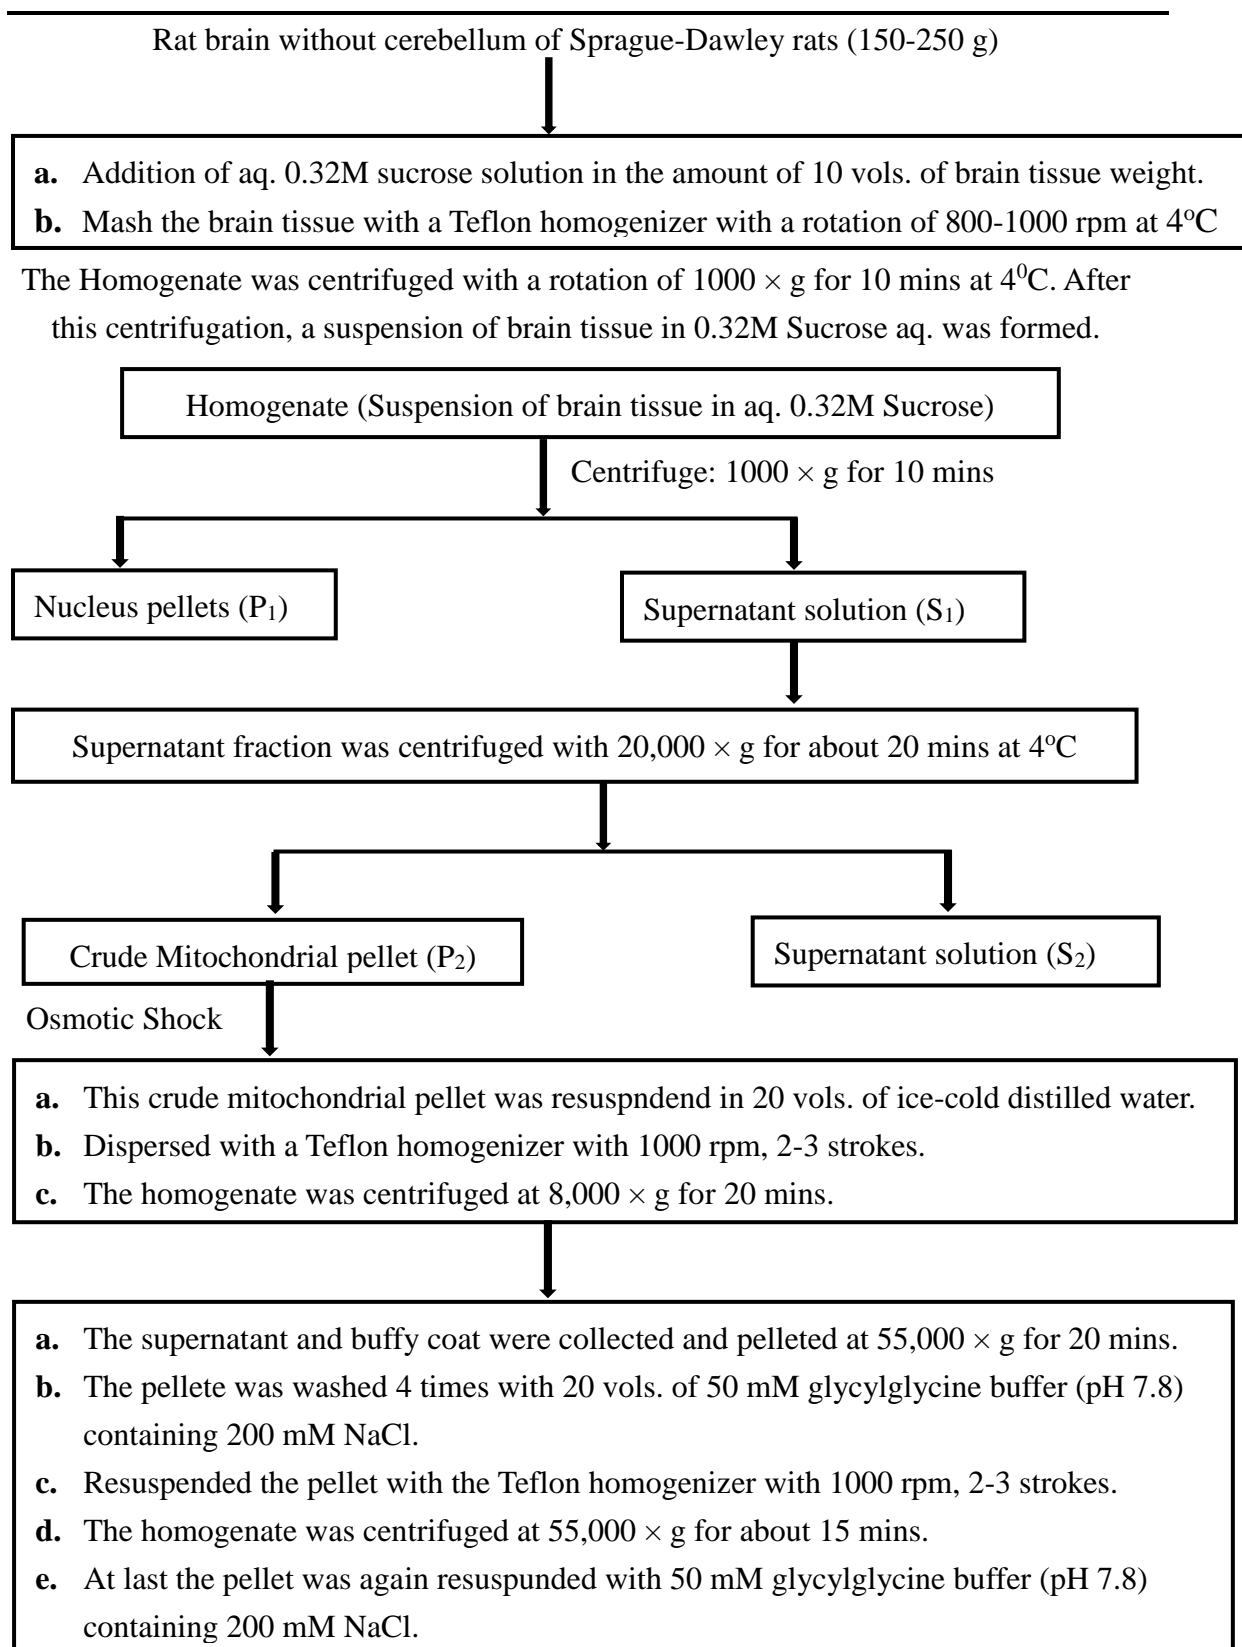 Rat brain without cerebellum of Sprague-Dawley rats (150-250 g)
a. Addition of aq. 0.32M sucrose solution in the amount of 10 vols. of brain tissue weight.
b. Mash the brain tissue with a Teflon homogenizer with a rotation of 800-1000 rpm at 4°C
The Homogenate was centrifuged with a rotation of 1000 × g for 10 mins at 4⁰C. After
this centrifugation, a suspension of brain tissue in 0.32M Sucrose aq. was formed.
Homogenate (Suspension of brain tissue in aq. 0.32M Sucrose)
Centrifuge: 1000 × g for 10 mins
Nucleus pellets (P₁)
Supernatant solution (S₁)
Supernatant fraction was centrifuged with 20,000 × g for about 20 mins at 4°C
Crude Mitochondrial pellet (P₂)
Supernatant solution (S₂)
Osmotic Shock
a. This crude mitochondrial pellet was resuspndend in 20 vols. of ice-cold distilled water.
b. Dispersed with a Teflon homogenizer with 1000 rpm, 2-3 strokes.
c. The homogenate was centrifuged at 8,000 × g for 20 mins.
a. The supernatant and buffy coat were collected and pelleted at 55,000 × g for 20 mins.
b. The pellete was washed 4 times with 20 vols. of 50 mM glycylglycine buffer (pH 7.8)
containing 200 mM NaCl.
c. Resuspended the pellet with the Teflon homogenizer with 1000 rpm, 2-3 strokes.
d. The homogenate was centrifuged at 55,000 × g for about 15 mins.
e. At last the pellet was again resuspunded with 50 mM glycylglycine buffer (pH 7.8)
containing 200 mM NaCl.